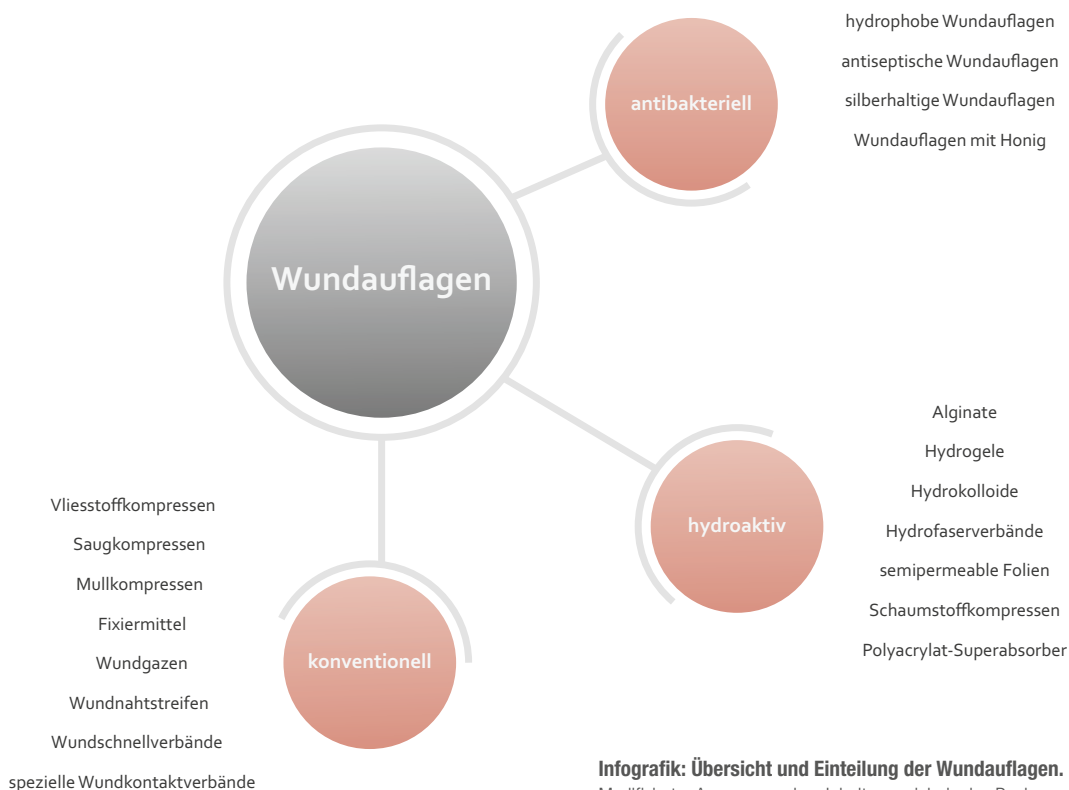 hydrophobe Wundauflagen
antiseptische Wundauflagen
silberhaltige Wundauflagen
Wundauflagen mit Honig
antibakteriell
Wundauflagen
Alginate
Hydrogele
Hydrokolloide
Hydrofaserverbände
semipermeable Folien
Schaumstoffkompressen
Polyacrylat-Superabsorber
hydroaktiv
Vliesstoffkompressen
Saugkompressen
Mullkompressen
Fixiermittel
Wundgazen
Wundnahtstreifen
Wundschnellverbände
spezielle Wundkontaktverbände
konventionell
Infografik: Übersicht und Einteilung der Wundauflagen.